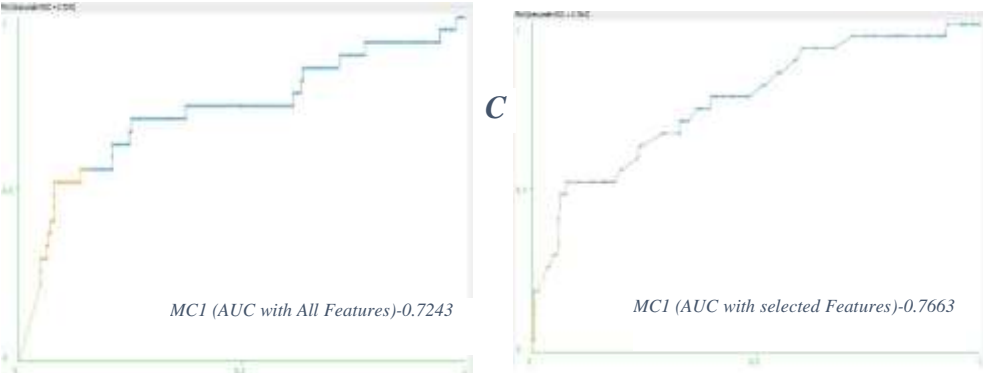 C
MC1 (AUC with All Features)-0.7243
MC1 (AUC with selected Features)-0.7663